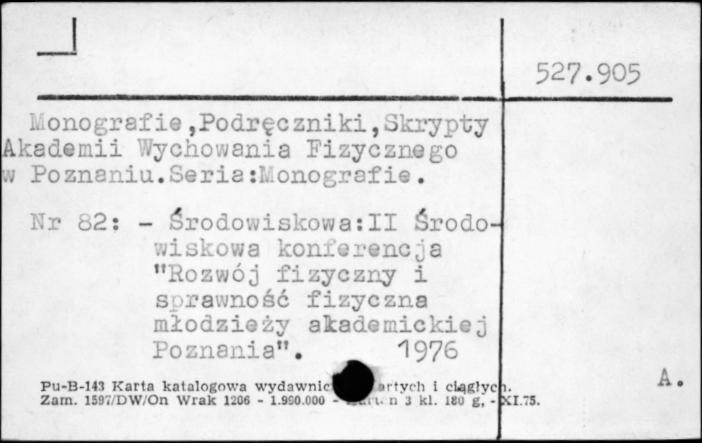 527.905
Monografie,Podręczniki,Skrypty
Akademii Wychowania Fizycznego
w Poznaniu.Seria:Monografie.
Nr 82: - Środowiskowa:II Środo-
wiskowa konferencja
"Rozwój fizyczny i
sprawność fizyczna
młodzieży akademickiej
Poznania". 1976
A.
Pu-B-143 Karta katalogowa wydawnic i ciągłych.
Zam. 1597/DW/On Wrak 1206 - 1.990.000 - 3 kl. 180 g, - XI.75.